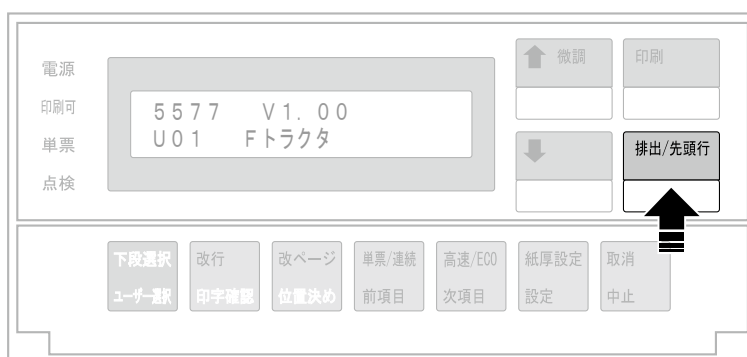 電源
印刷可
単票
点検
5577 V1.00
U01 Fトラクタ
微調
印刷
排出/先頭行
下段選択
ユーザー選択
改行
印字確認
改ページ
位置決め
単票/連続
前項目
高速/ECO
次項目
紙厚設定
設定
取消
中止